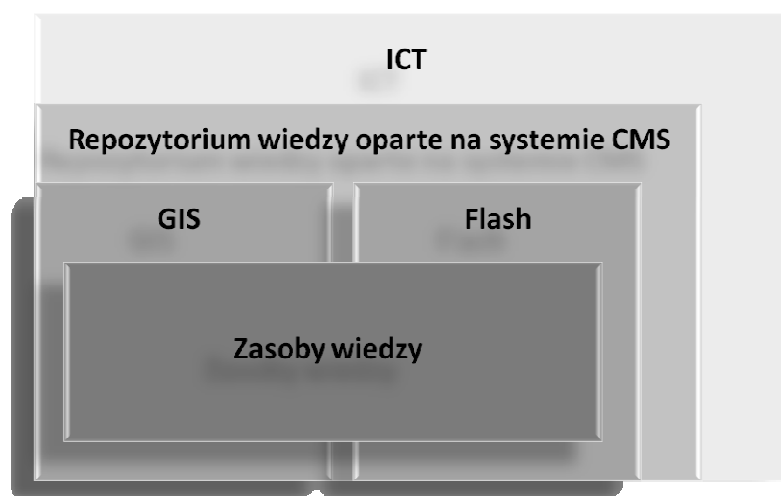 ICT
Repozytorium wiedzy oparte na systemie CMS
GIS
Flash
Zasoby wiedzy